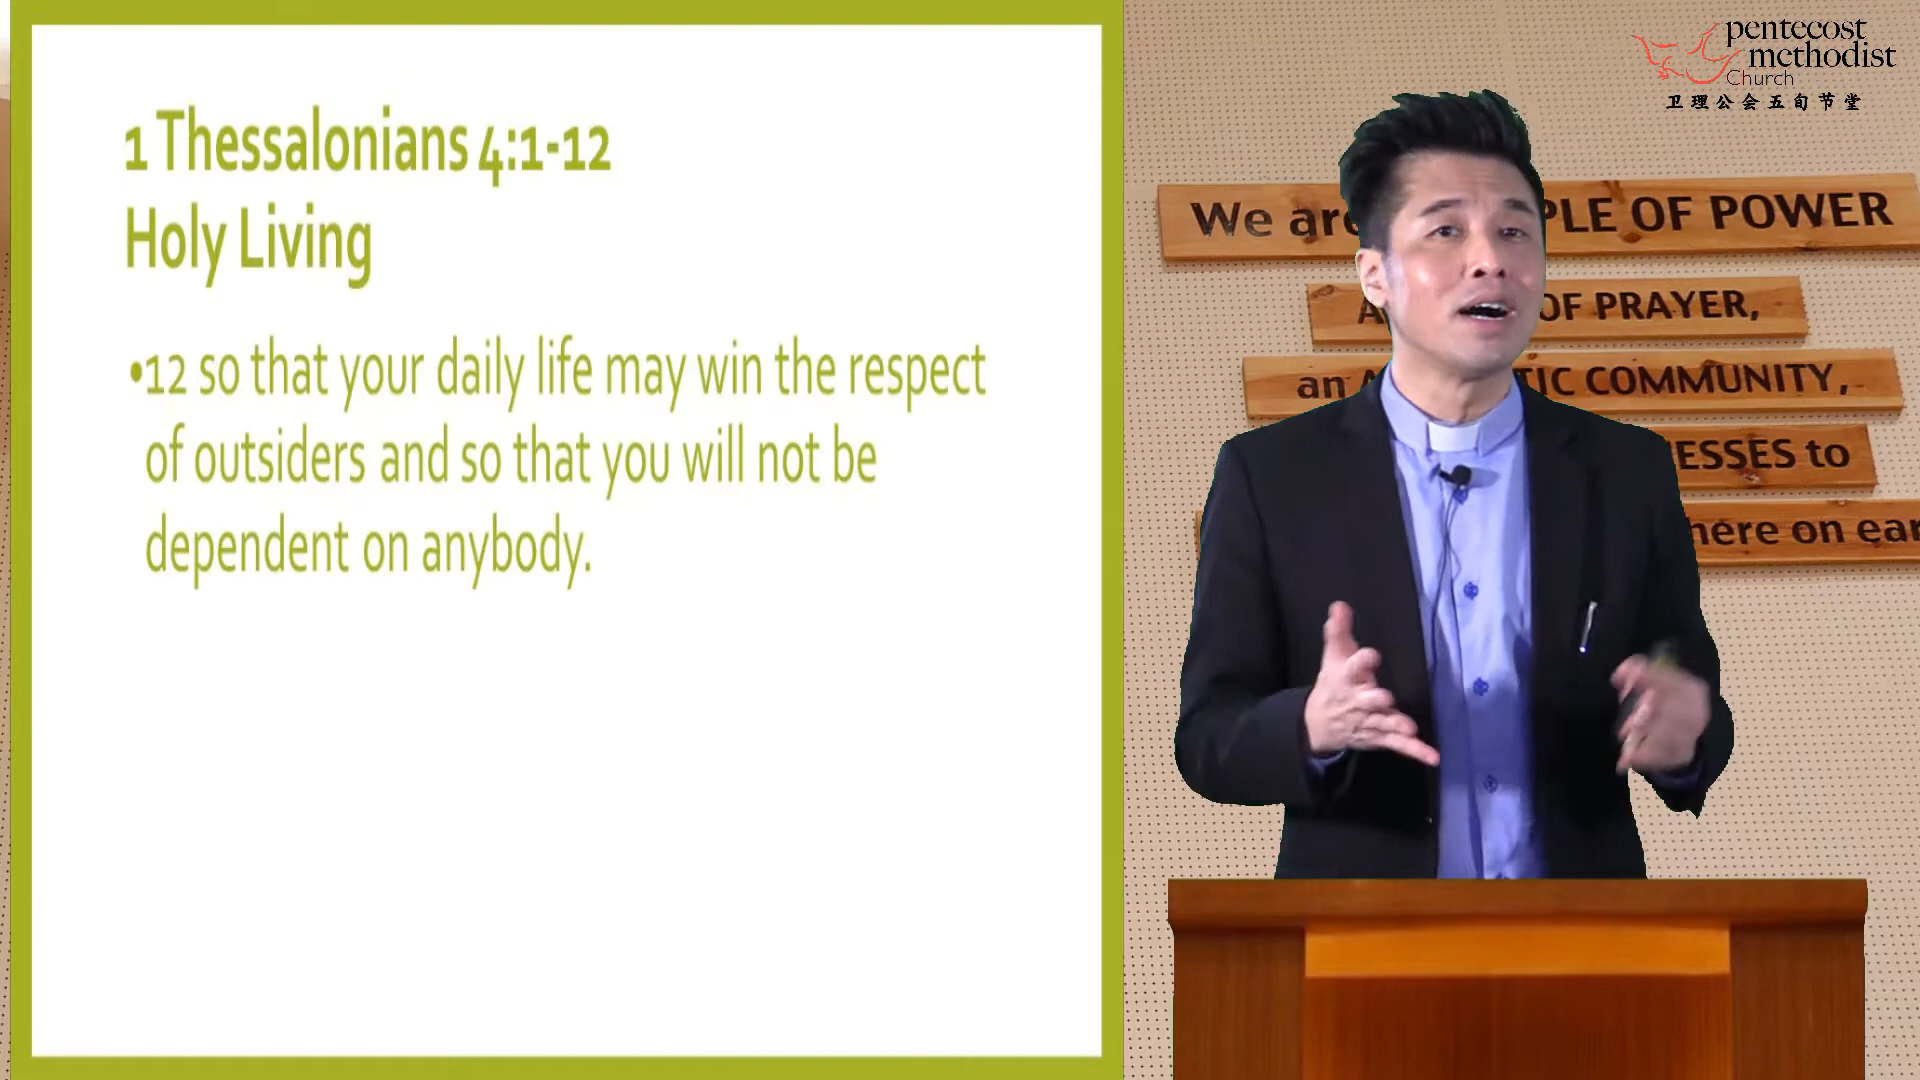 1 Thessalonians 4:1-12
Holy Living
•12 so that your daily life may win the respect
of outsiders and so that you will not be
dependent on anybody.
pentecost
methodist
Church
卫理公会五旬节堂
We are PLE OF POWER
OF PRAYER,
an TIC COMMUNITY,
ESSES to
here on ear